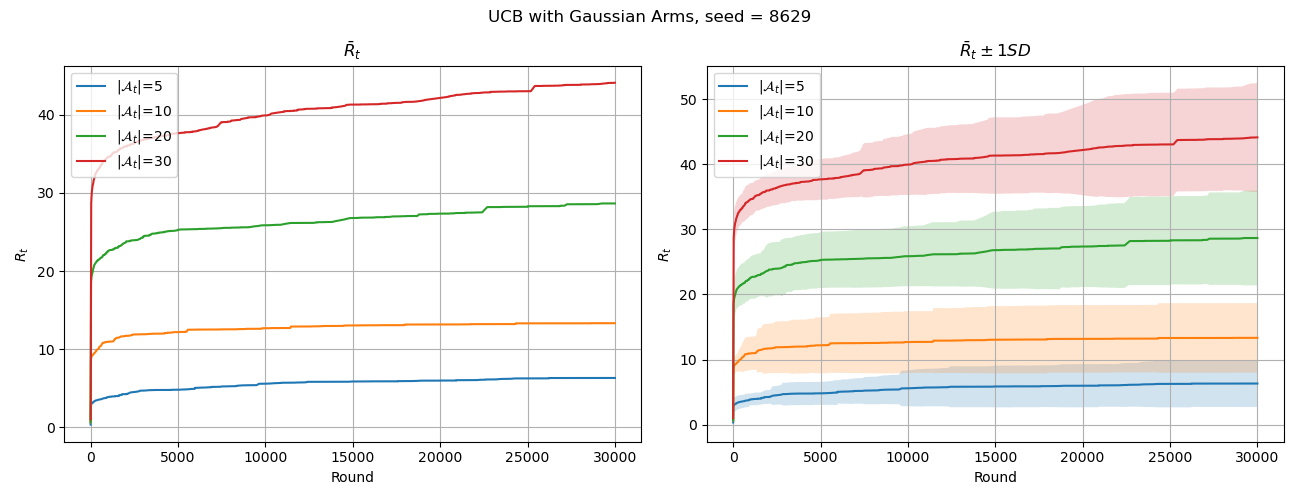 UCB with Gaussian Arms, seed = 8629
R̄ₜ
|𝒜ₜ|=5
|𝒜ₜ|=10
|𝒜ₜ|=20
|𝒜ₜ|=30
40
30
20
10
0
Rₜ
0 5000 10000 15000 20000 25000 30000
Round
R̄ₜ ± 1SD
|𝒜ₜ|=5
|𝒜ₜ|=10
|𝒜ₜ|=20
|𝒜ₜ|=30
50
40
30
20
10
0
Rₜ
0 5000 10000 15000 20000 25000 30000
Round